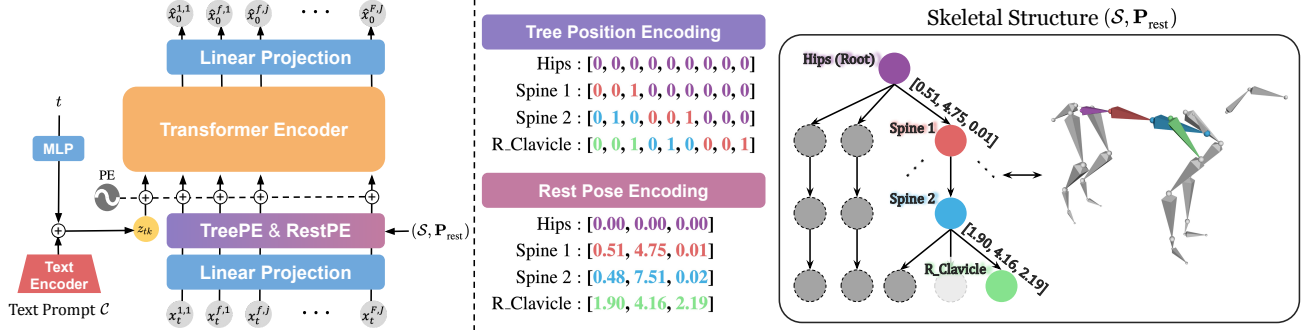 x̂₀¹,¹ x̂₀ᶠ,¹ x̂₀ᶠ,ʲ · · · x̂₀ꟳ,ᴶ
Linear Projection
t
Transformer Encoder
MLP
PE
z_tk
TreePE & RestPE
(𝒮, P_rest)
Text
Encoder
Linear Projection
Text Prompt 𝒞
x_t^{1,1} x_t^{f,1} x_t^{f,j} · · · x_t^{F,J}
Tree Position Encoding
Hips : [0, 0, 0, 0, 0, 0, 0, 0, 0]
Spine 1 : [0, 0, 1, 0, 0, 0, 0, 0, 0]
Spine 2 : [0, 1, 0, 0, 0, 1, 0, 0, 0]
R_Clavicle : [0, 0, 1, 0, 1, 0, 0, 0, 1]
Rest Pose Encoding
Hips : [0.00, 0.00, 0.00]
Spine 1 : [0.51, 4.75, 0.01]
Spine 2 : [0.48, 7.51, 0.02]
R_Clavicle : [1.90, 4.16, 2.19]
Skeletal Structure (𝒮, P_rest)
Hips (Root)
[0.51, 4.75, 0.01]
Spine 1
Spine 2
[1.90, 4.16, 2.19]
R_Clavicle